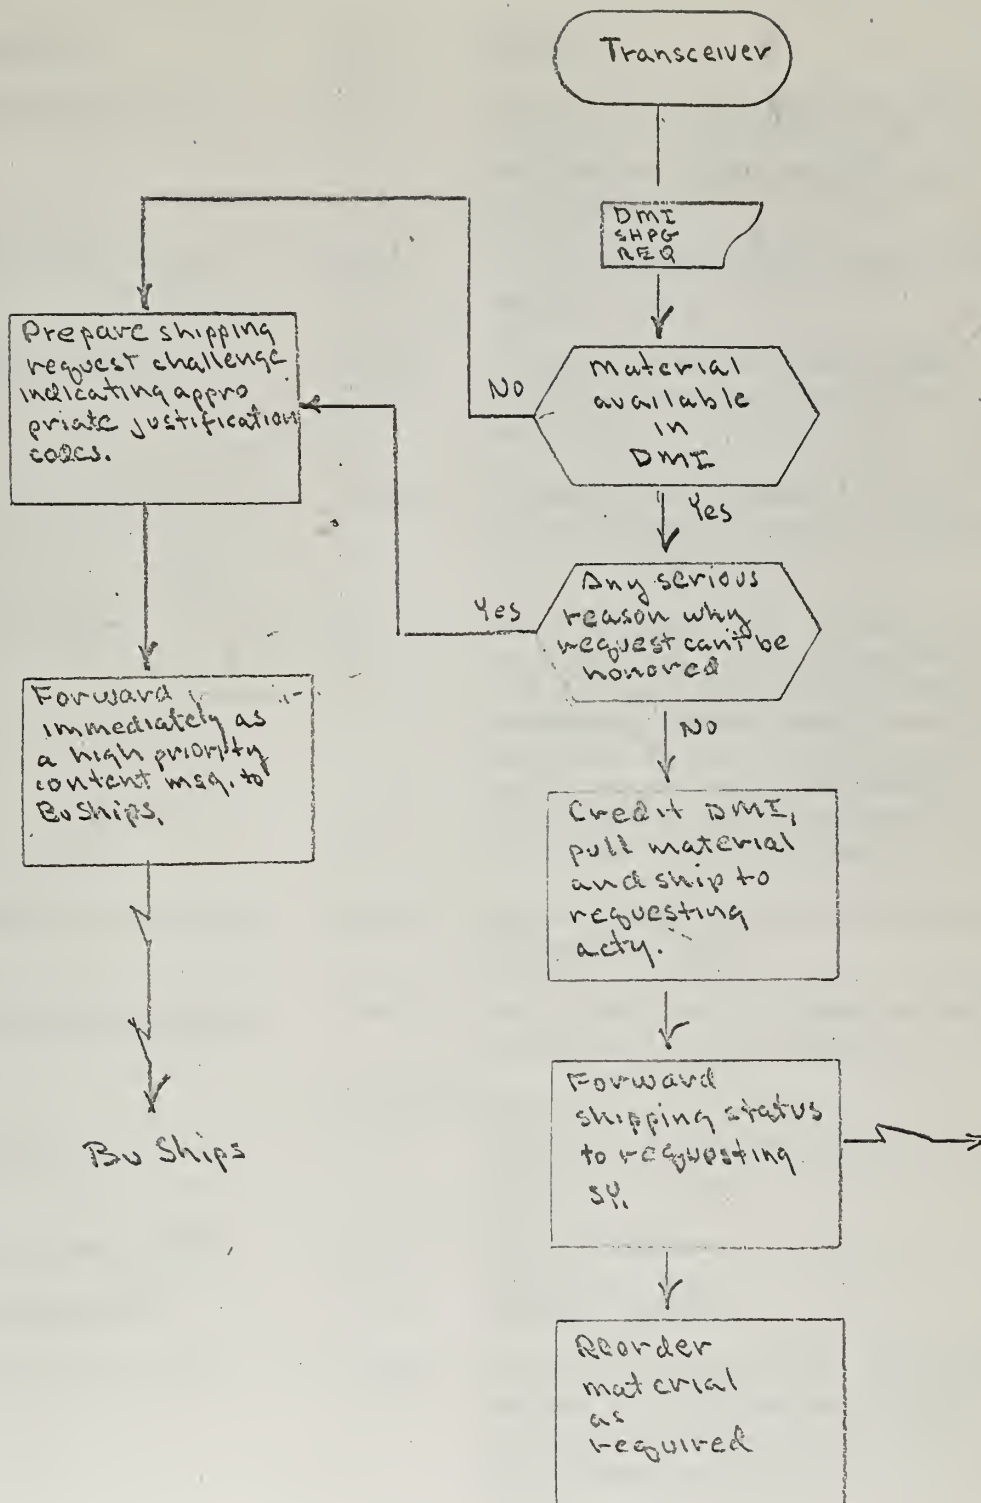 Transceiver
DMI
SHPG
REQ
Material
available
in
DMI
No
Yes
Prepare shipping
request challenge
indicating appro
priate justification
codes.
Any serious
reason why
request can't be
honored
Yes
No
Forward
immediately as
a high priority
content msg. to
BuShips.
Bu Ships
Credit DMI,
pull material
and ship to
requesting
acty.
Forward
shipping status
to requesting
SY.
Reorder
material
as
required